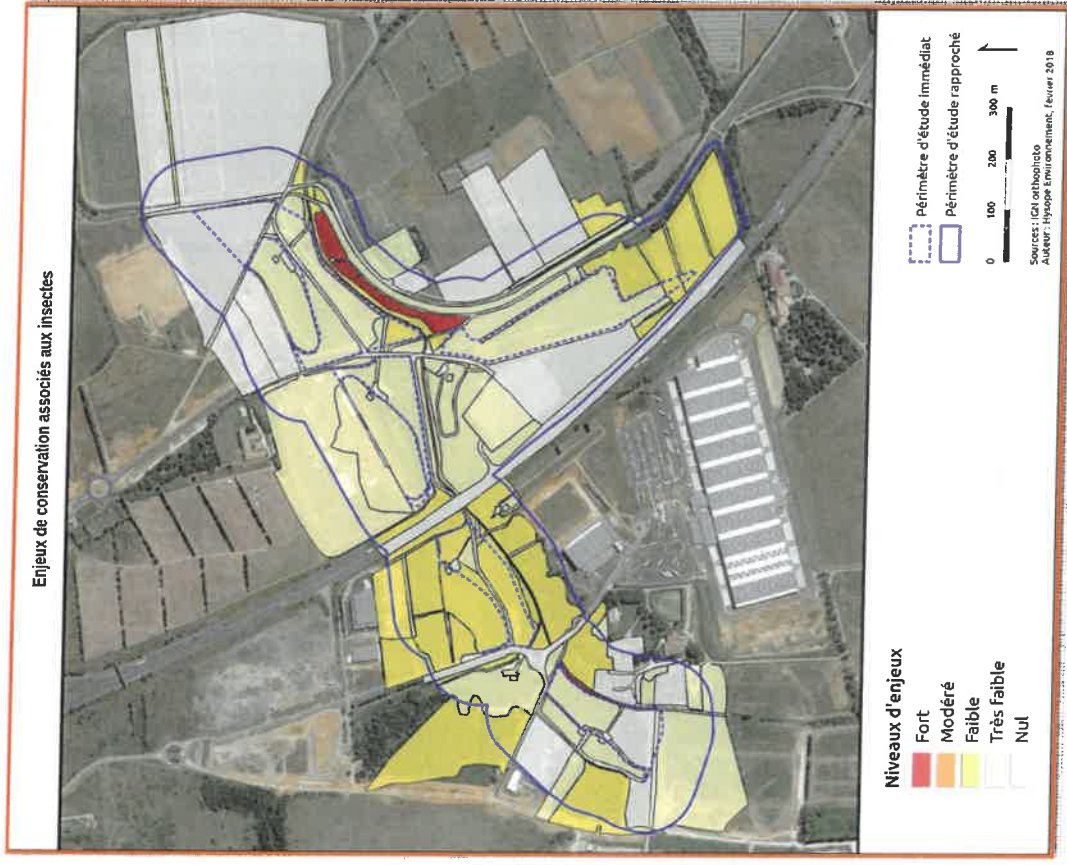 Enjeux de conservation associés aux insectes
Niveaux d'enjeux
Fort
Modéré
Faible
Très faible
Nul
Périmètre d'étude immédiat
Périmètre d'étude rapproché
0 100 200 300 m
Sources : IGN orthophoto
Auteur : Hysope Environnement, février 2018